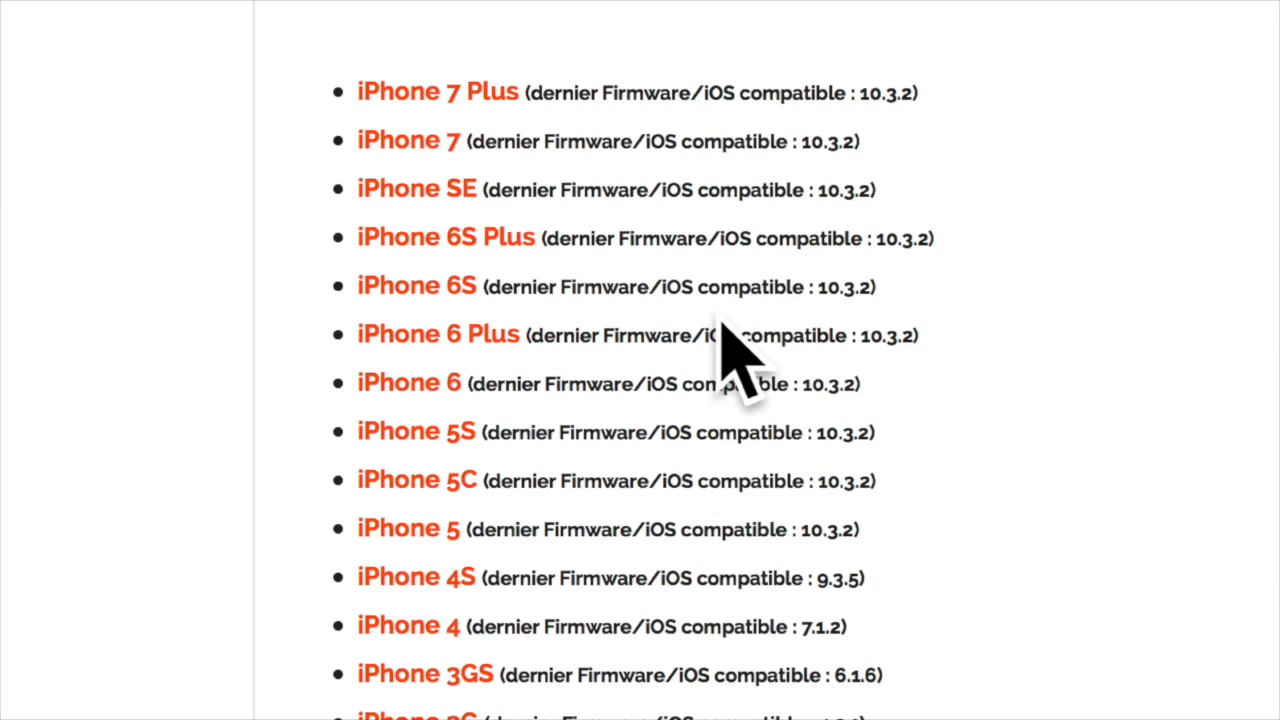 iPhone 7 Plus (dernier Firmware/iOS compatible : 10.3.2)
iPhone 7 (dernier Firmware/iOS compatible : 10.3.2)
iPhone SE (dernier Firmware/iOS compatible : 10.3.2)
iPhone 6S Plus (dernier Firmware/iOS compatible : 10.3.2)
iPhone 6S (dernier Firmware/iOS compatible : 10.3.2)
iPhone 6 Plus (dernier Firmware/iOS compatible : 10.3.2)
iPhone 6 (dernier Firmware/iOS compatible : 10.3.2)
iPhone 5S (dernier Firmware/iOS compatible : 10.3.2)
iPhone 5C (dernier Firmware/iOS compatible : 10.3.2)
iPhone 5 (dernier Firmware/iOS compatible : 10.3.2)
iPhone 4S (dernier Firmware/iOS compatible : 9.3.5)
iPhone 4 (dernier Firmware/iOS compatible : 7.1.2)
iPhone 3GS (dernier Firmware/iOS compatible : 6.1.6)